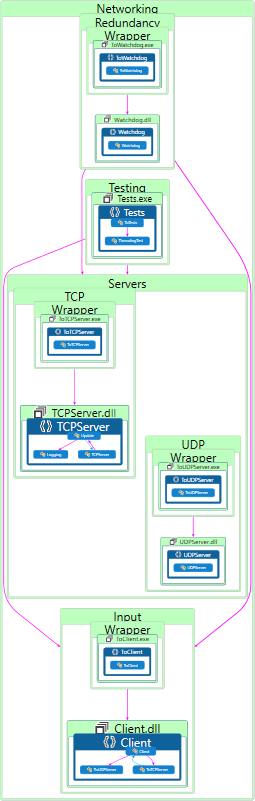 Networking
Redundancy
Wrapper
ToWatchdog.exe
ToWatchdog
ToWatchdog
Watchdog.dll
Watchdog
Watchdog
Testing
Tests.exe
Tests
ToTests
ThreadingTest
Servers
TCP
Wrapper
ToTCPServer.exe
ToTCPServer
ToTCPServer
TCPServer.dll
TCPServer
Update
Logging
TCPServer
UDP
Wrapper
ToUDPServer.exe
ToUDPServer
ToUDPServer
UDPServer.dll
UDPServer
UDPServer
Input
Wrapper
ToClient.exe
ToClient
ToClient
Client.dll
Client
Client
ToUDPServer
ToTCPServer